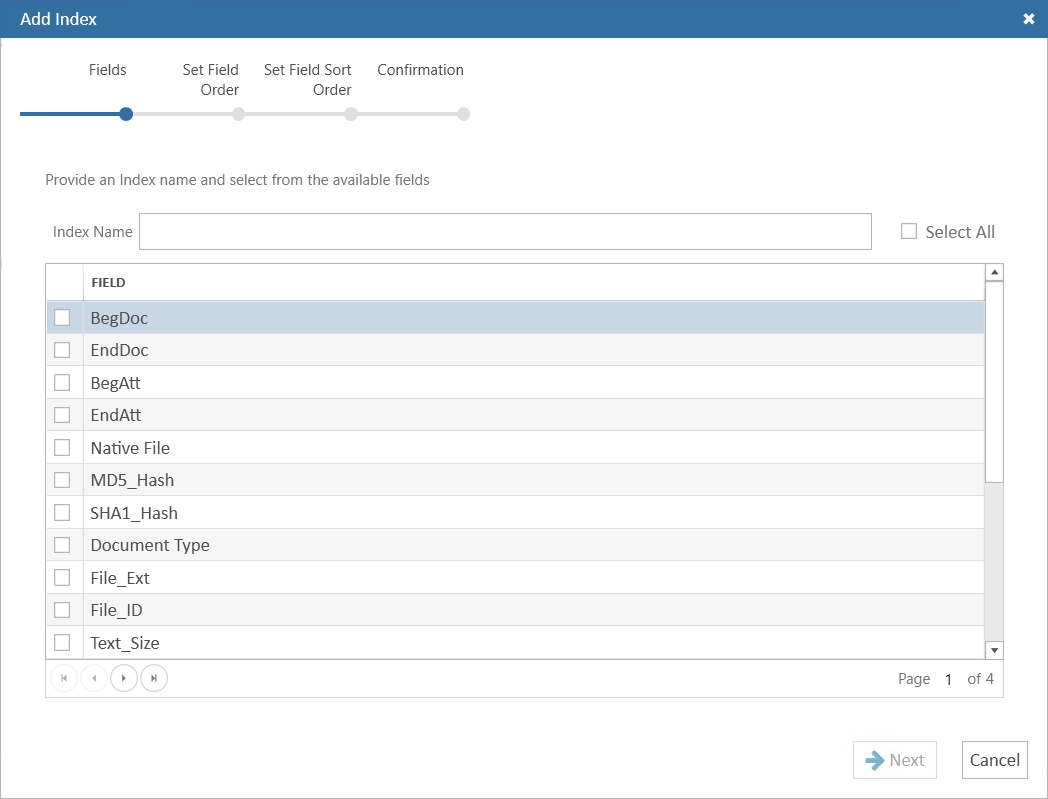 Add Index
Fields
Set Field
Order
Set Field Sort
Order
Confirmation
Provide an Index name and select from the available fields
Index Name
Select All
FIELD
BegDoc
EndDoc
BegAtt
EndAtt
Native File
MD5_Hash
SHA1_Hash
Document Type
File_Ext
File_ID
Text_Size
Page 1 of 4
Next
Cancel